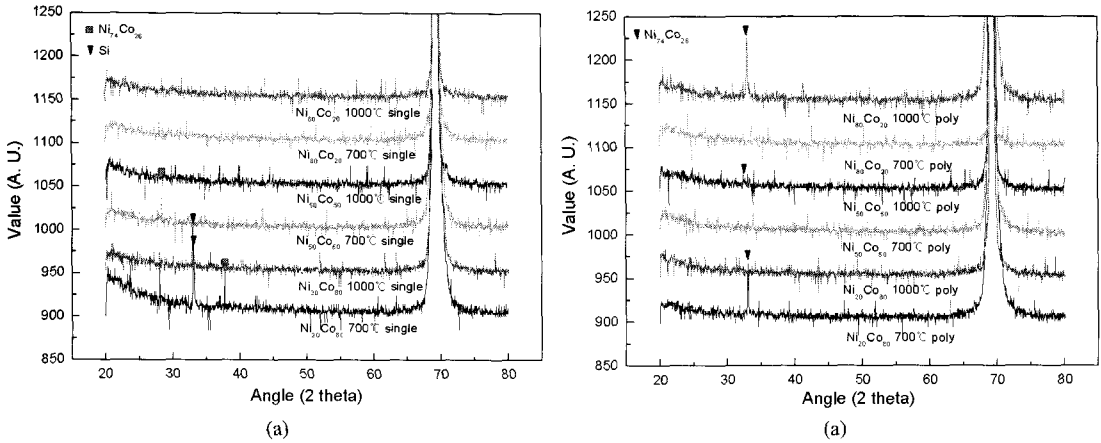 1250
1200
1150
1100
1050
1000
950
900
850
Value (A. U.)
Ni₇₄Co₂₆
Si
Ni₈₀Co₂₀ 1000℃ single
Ni₈₀Co₂₀ 700℃ single
Ni₅₀Co₅₀ 1000℃ single
Ni₅₀Co₅₀ 700℃ single
Ni₂₀Co₈₀ 1000℃ single
Ni₂₀Co₈₀ 700℃ single
20 30 40 50 60 70 80
Angle (2 theta)
(a)
1250
1200
1150
1100
1050
1000
950
900
850
Value (A. U.)
Ni₇₄Co₂₆
Ni₈₀Co₂₀ 1000℃ poly
Ni₈₀Co₂₀ 700℃ poly
Ni₅₀Co₅₀ 1000℃ poly
Ni₅₀Co₅₀ 700℃ poly
Ni₂₀Co₈₀ 1000℃ poly
Ni₂₀Co₈₀ 700℃ poly
20 30 40 50 60 70 80
Angle (2 theta)
(a)